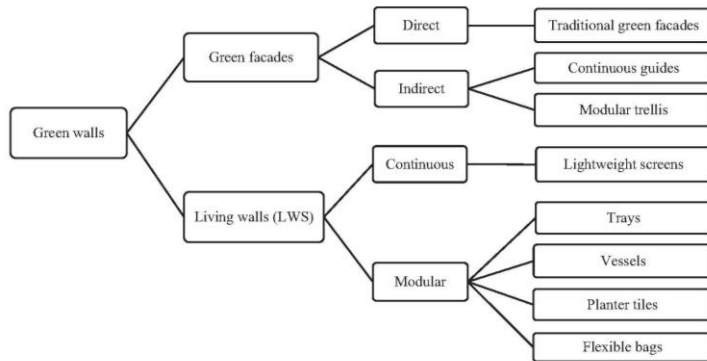 Green walls
Green facades
Direct
Traditional green facades
Indirect
Continuous guides
Modular trellis
Living walls (LWS)
Continuous
Lightweight screens
Modular
Trays
Vessels
Planter tiles
Flexible bags